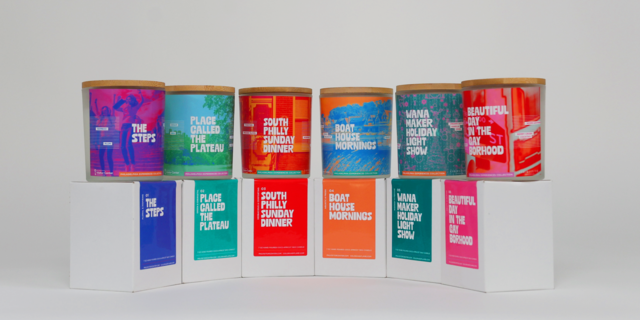 THE
STEPS
PLACE
CALLED
THE
PLATEAU
SOUTH
PHILLY
SUNDAY
DINNER
BOAT
HOUSE
MORNINGS
WANA
MAKER
HOLIDAY
LIGHT
SHOW
BEAUTIFUL
DAY
IN THE
GAY
BORHOOD
THE
STEPS
PLACE
CALLED
THE
PLATEAU
SOUTH
PHILLY
SUNDAY
DINNER
BOAT
HOUSE
MORNINGS
WANA
MAKER
HOLIDAY
LIGHT
SHOW
BEAUTIFUL
DAY
IN THE
GAY
BORHOOD